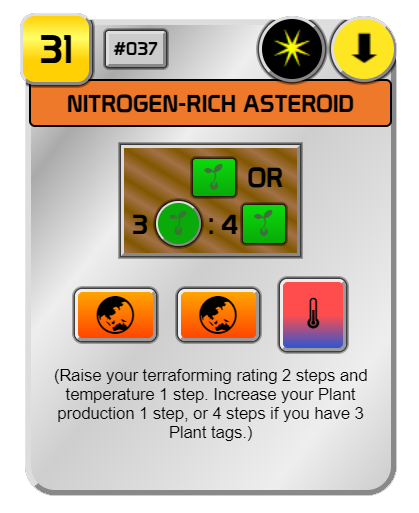 31
#037
NITROGEN-RICH ASTEROID
OR
3 : 4
(Raise your terraforming rating 2 steps and
temperature 1 step. Increase your Plant
production 1 step, or 4 steps if you have 3
Plant tags.)